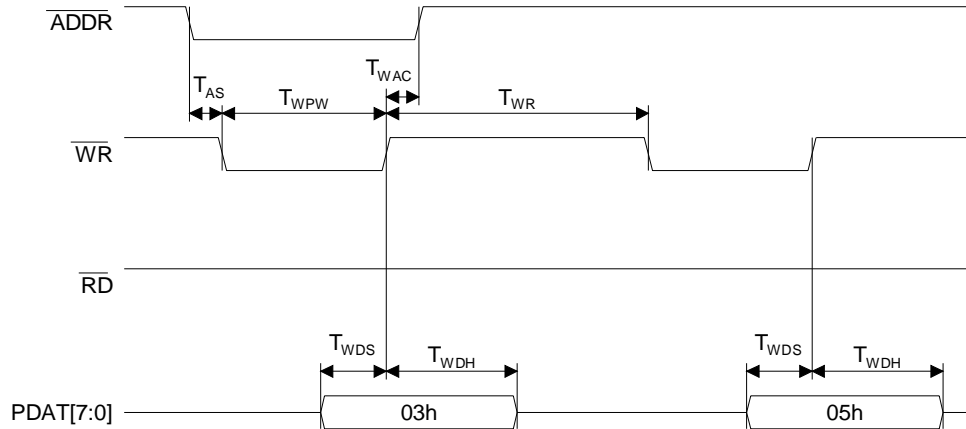 ADDR
T_WAC
T_AS T_WPW T_WR
WR
RD
T_WDS T_WDH T_WDS T_WDH
PDAT[7:0] 03h 05h